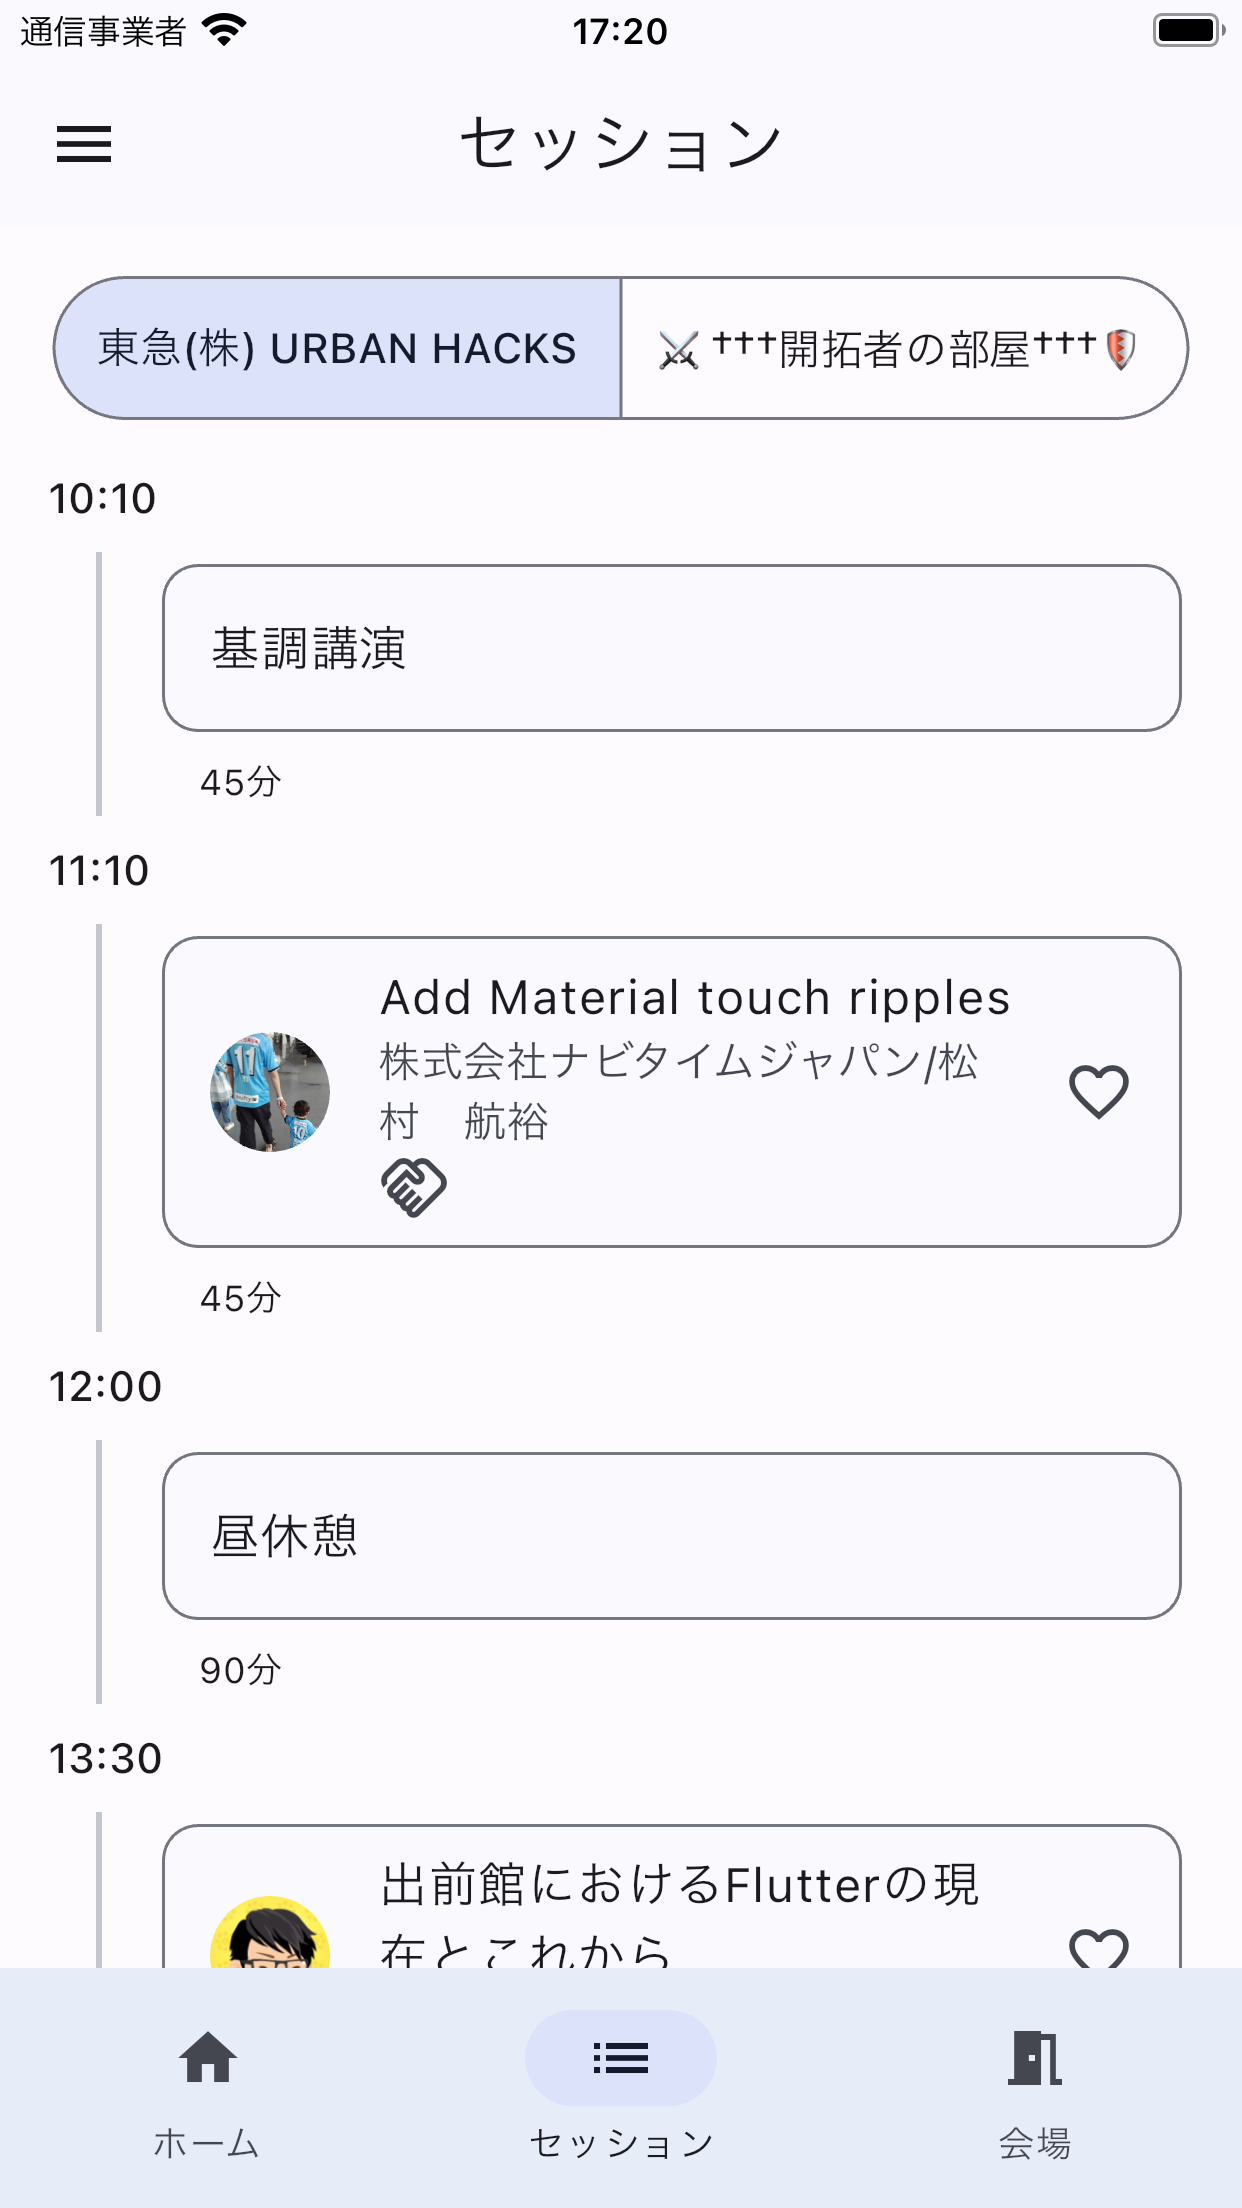 通信事業者
17:20
セッション
東急(株) URBAN HACKS
⚔️ †††開拓者の部屋†††🛡️
10:10
基調講演
45分
11:10
Add Material touch ripples
株式会社ナビタイムジャパン/松
村　航裕
45分
12:00
昼休憩
90分
13:30
出前館におけるFlutterの現
在とこれから
ホーム
セッション
会場